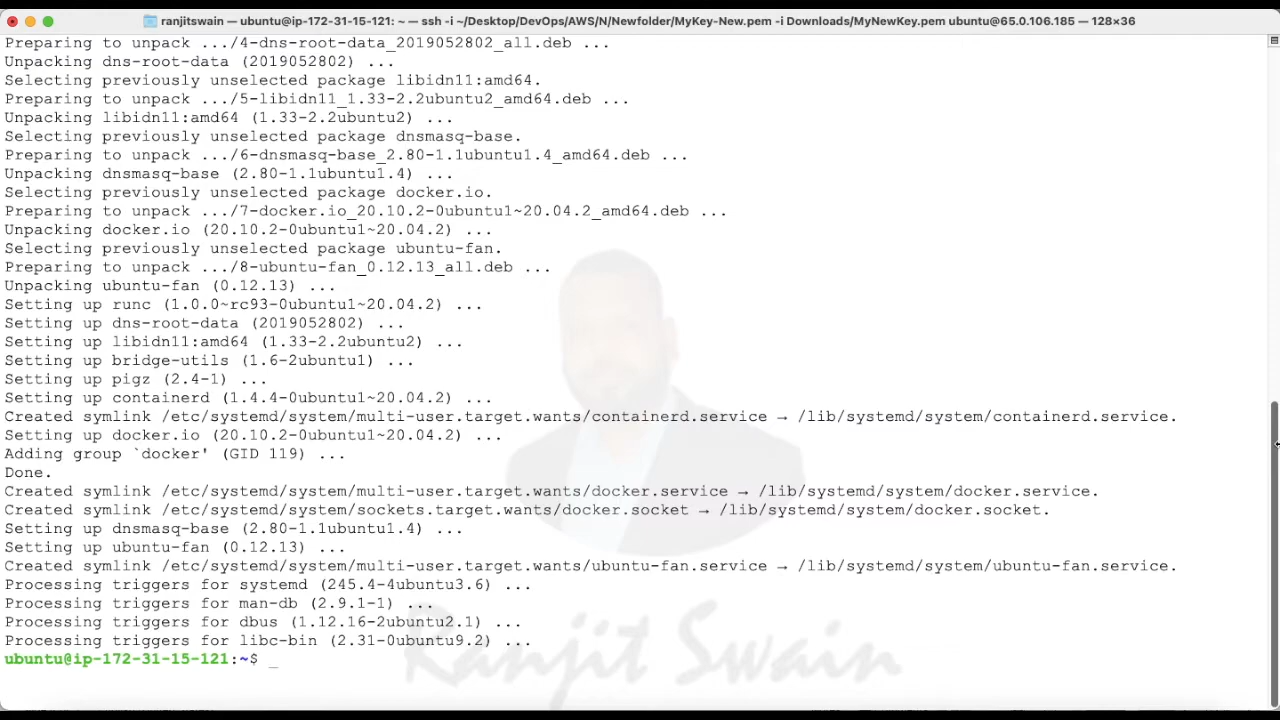 ranjitswain — ubuntu@ip-172-31-15-121: ~ — ssh -i ~/Desktop/DevOps/AWS/N/Newfolder/MyKey-New.pem -i Downloads/MyNewKey.pem ubuntu@65.0.106.185 — 128×36
Preparing to unpack .../4-dns-root-data_2019052802_all.deb ...
Unpacking dns-root-data (2019052802) ...
Selecting previously unselected package libidn11:amd64.
Preparing to unpack .../5-libidn11_1.33-2.2ubuntu2_amd64.deb ...
Unpacking libidn11:amd64 (1.33-2.2ubuntu2) ...
Selecting previously unselected package dnsmasq-base.
Preparing to unpack .../6-dnsmasq-base_2.80-1.1ubuntu1.4_amd64.deb ...
Unpacking dnsmasq-base (2.80-1.1ubuntu1.4) ...
Selecting previously unselected package docker.io.
Preparing to unpack .../7-docker.io_20.10.2-0ubuntu1~20.04.2_amd64.deb ...
Unpacking docker.io (20.10.2-0ubuntu1~20.04.2) ...
Selecting previously unselected package ubuntu-fan.
Preparing to unpack .../8-ubuntu-fan_0.12.13_all.deb ...
Unpacking ubuntu-fan (0.12.13) ...
Setting up runc (1.0.0~rc93-0ubuntu1~20.04.2) ...
Setting up dns-root-data (2019052802) ...
Setting up libidn11:amd64 (1.33-2.2ubuntu2) ...
Setting up bridge-utils (1.6-2ubuntu1) ...
Setting up pigz (2.4-1) ...
Setting up containerd (1.4.4-0ubuntu1~20.04.2) ...
Created symlink /etc/systemd/system/multi-user.target.wants/containerd.service → /lib/systemd/system/containerd.service.
Setting up docker.io (20.10.2-0ubuntu1~20.04.2) ...
Adding group `docker' (GID 119) ...
Done.
Created symlink /etc/systemd/system/multi-user.target.wants/docker.service → /lib/systemd/system/docker.service.
Created symlink /etc/systemd/system/sockets.target.wants/docker.socket → /lib/systemd/system/docker.socket.
Setting up dnsmasq-base (2.80-1.1ubuntu1.4) ...
Setting up ubuntu-fan (0.12.13) ...
Created symlink /etc/systemd/system/multi-user.target.wants/ubuntu-fan.service → /lib/systemd/system/ubuntu-fan.service.
Processing triggers for systemd (245.4-4ubuntu3.6) ...
Processing triggers for man-db (2.9.1-1) ...
Processing triggers for dbus (1.12.16-2ubuntu2.1) ...
Processing triggers for libc-bin (2.31-0ubuntu9.2) ...
ubuntu@ip-172-31-15-121:~$ _
Ranjit Swain